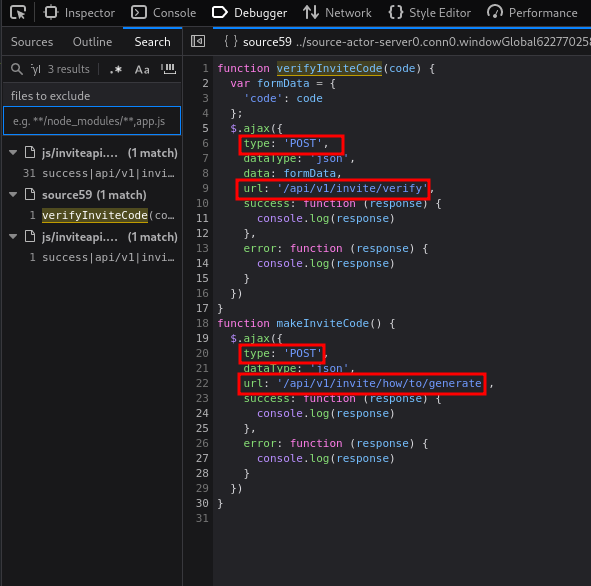 Inspector Console Debugger Network Style Editor Performance
Sources Outline Search { } source59 ../source-actor-server0.conn0.windowGlobal62277025
3 results .* Aa
files to exclude
e.g. **/node_modules/**,app.js
js/inviteapi.... (1 match)
31 success|api/v1|invi…
source59 (1 match)
1 verifyInviteCode(co…
js/inviteapi.... (1 match)
1 success|api/v1|invi…
1 function verifyInviteCode(code) {
2 var formData = {
3 'code': code
4 };
5 $.ajax({
6 type: 'POST',
7 dataType: 'json',
8 data: formData,
9 url: '/api/v1/invite/verify',
10 success: function (response) {
11 console.log(response)
12 },
13 error: function (response) {
14 console.log(response)
15 }
16 })
17 }
18 function makeInviteCode() {
19 $.ajax({
20 type: 'POST',
21 dataType: 'json',
22 url: '/api/v1/invite/how/to/generate',
23 success: function (response) {
24 console.log(response)
25 },
26 error: function (response) {
27 console.log(response)
28 }
29 })
30 }
31